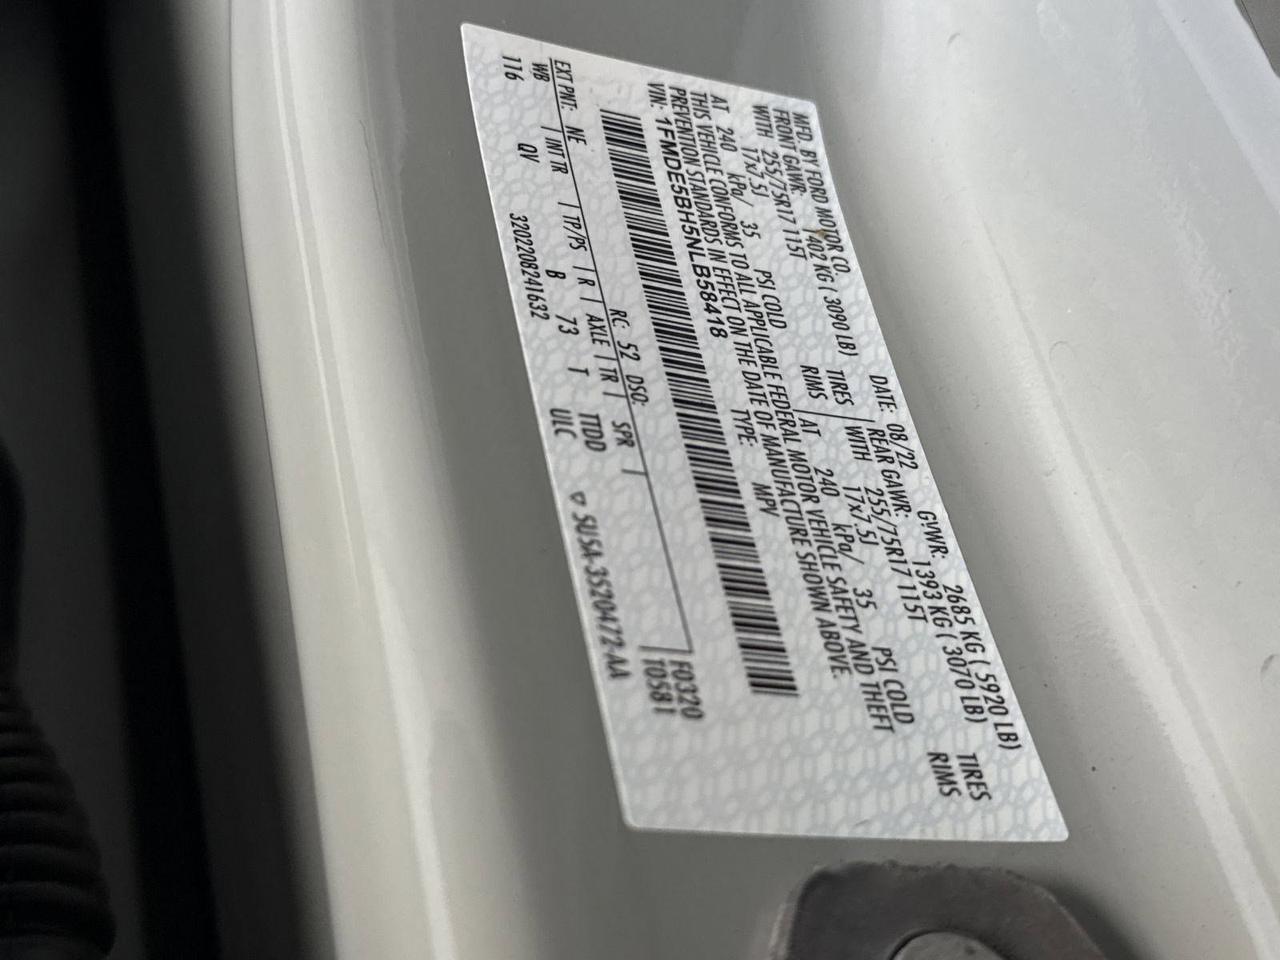 MFD. BY FORD MOTOR CO.
DATE: 08/22 GVWR: 2685 KG ( 5920 LB)
FRONT GAWR: 1402 KG ( 3090 LB) TIRES REAR GAWR: 1393 KG ( 3070 LB) TIRES
WITH 255/75R17 115T RIMS WITH 255/75R17 115T RIMS
17x7.5J 17x7.5J
AT 240 kPa/ 35 PSI COLD AT 240 kPa/ 35 PSI COLD
THIS VEHICLE CONFORMS TO ALL APPLICABLE FEDERAL MOTOR VEHICLE SAFETY AND THEFT
PREVENTION STANDARDS IN EFFECT ON THE DATE OF MANUFACTURE SHOWN ABOVE.
VIN: 1FMDE5BH5NLB58418 TYPE: MPV
F0320
T0581
RC: 52 DSO:
EXT PNT: NF INT TR TP/PS R AXLE TR SPR
WB
116 QV B 73 T TTDD
3202208241632 ULC ▽ SU5A-3520472-AA